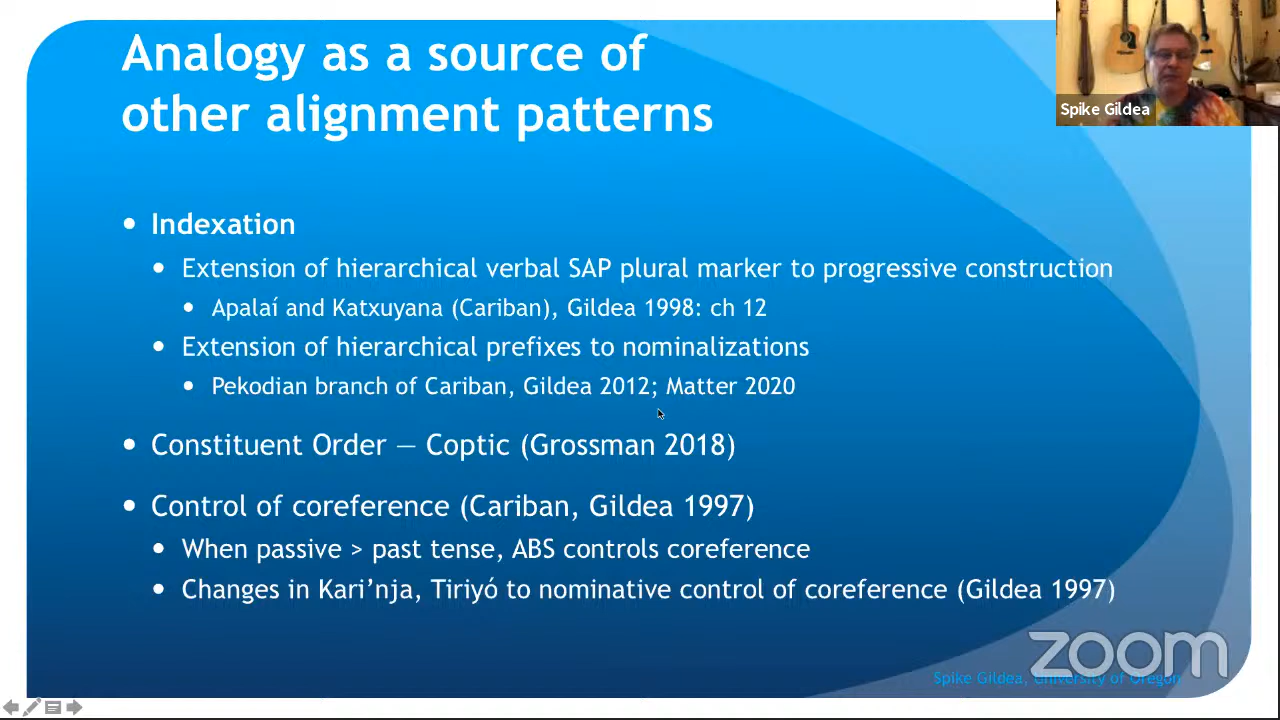 Analogy as a source of
other alignment patterns
Spike Gildea
• Indexation
• Extension of hierarchical verbal SAP plural marker to progressive construction
• Apalaí and Katxuyana (Cariban), Gildea 1998: ch 12
• Extension of hierarchical prefixes to nominalizations
• Pekodian branch of Cariban, Gildea 2012; Matter 2020
• Constituent Order — Coptic (Grossman 2018)
• Control of coreference (Cariban, Gildea 1997)
• When passive > past tense, ABS controls coreference
• Changes in Kari’nja, Tiriyó to nominative control of coreference (Gildea 1997)
zoom
Spike Gildea, University of Oregon